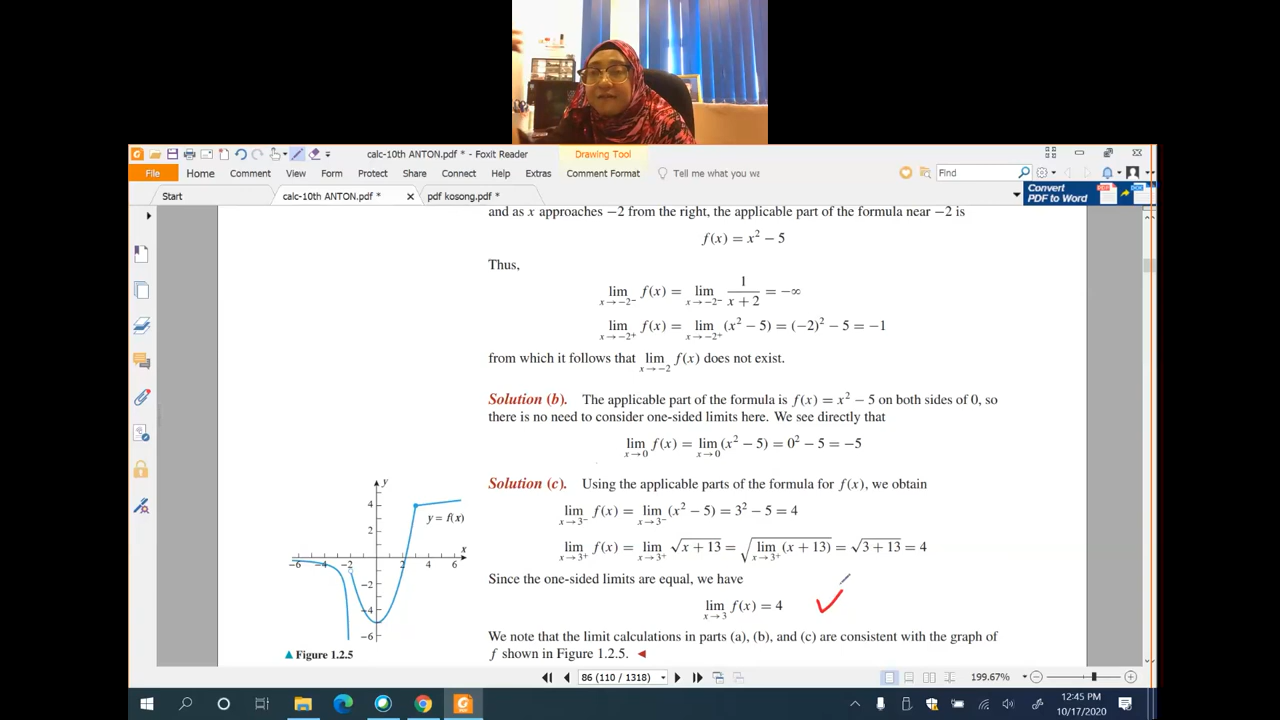 calc-10th ANTON.pdf * - Foxit Reader
Drawing Tool
File Home Comment View Form Protect Share Connect Help Extras Comment Format Tell me what you wa Find
Start calc-10th ANTON.pdf * pdf kosong.pdf *
Convert
PDF to Word
and as x approaches −2 from the right, the applicable part of the formula near −2 is
f(x) = x² − 5
Thus,
lim x→−2⁻ f(x) = lim x→−2⁻ 1/(x + 2) = −∞
lim x→−2⁺ f(x) = lim x→−2⁺ (x² − 5) = (−2)² − 5 = −1
from which it follows that lim x→−2 f(x) does not exist.
Solution (b). The applicable part of the formula is f(x) = x² − 5 on both sides of 0, so
there is no need to consider one-sided limits here. We see directly that
lim x→0 f(x) = lim x→0 (x² − 5) = 0² − 5 = −5
Solution (c). Using the applicable parts of the formula for f(x), we obtain
lim x→3⁻ f(x) = lim x→3⁻ (x² − 5) = 3² − 5 = 4
lim x→3⁺ f(x) = lim x→3⁺ √(x + 13) = √(lim x→3⁺ (x + 13)) = √(3 + 13) = 4
Since the one-sided limits are equal, we have
lim x→3 f(x) = 4
We note that the limit calculations in parts (a), (b), and (c) are consistent with the graph of
f shown in Figure 1.2.5. ◄
y
4
y = f(x)
2
x
−6 −4 −2 2 4 6
−2
−4
−6
▲ Figure 1.2.5
86 (110 / 1318)
199.67%
12:45 PM
10/17/2020